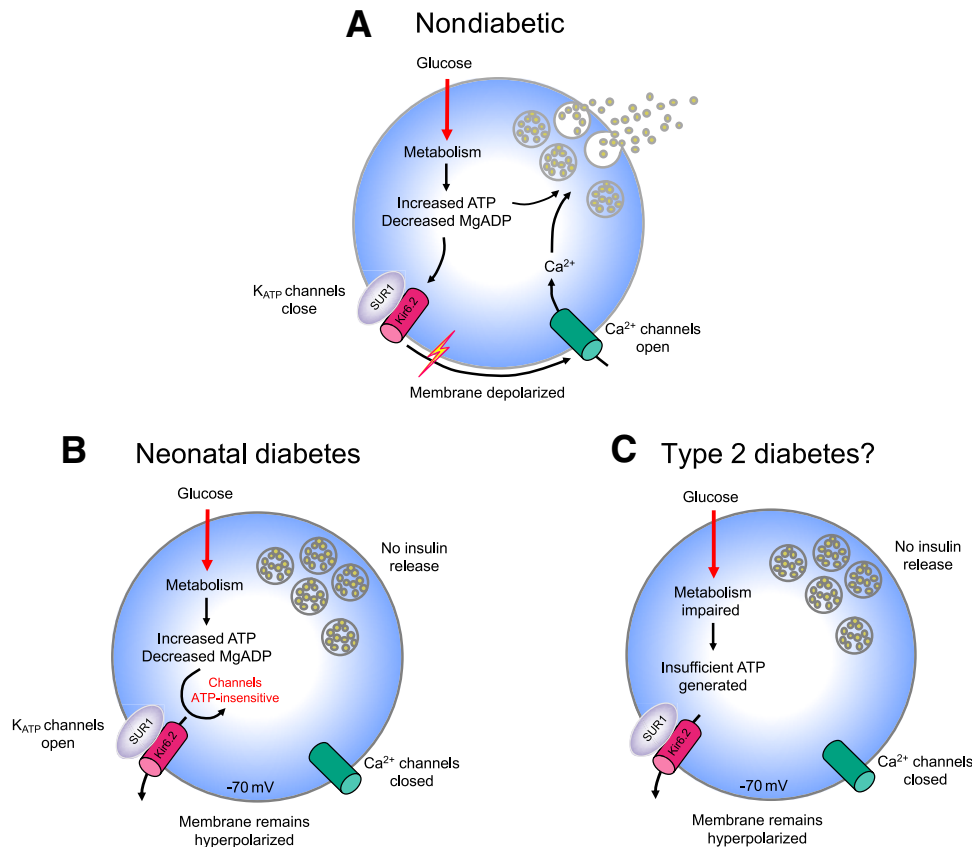 A Nondiabetic
Glucose
Metabolism
Increased ATP
Decreased MgADP
Ca²⁺
K_ATP channels
close
SUR1
Kir6.2
Ca²⁺ channels
open
Membrane depolarized
B Neonatal diabetes
Glucose
No insulin
release
Metabolism
Increased ATP
Decreased MgADP
Channels
ATP-insensitive
K_ATP channels
open
SUR1
Kir6.2
Ca²⁺ channels
closed
-70 mV
Membrane remains
hyperpolarized
C Type 2 diabetes?
Glucose
No insulin
release
Metabolism
impaired
Insufficient ATP
generated
SUR1
Kir6.2
Ca²⁺ channels
closed
-70 mV
Membrane remains
hyperpolarized